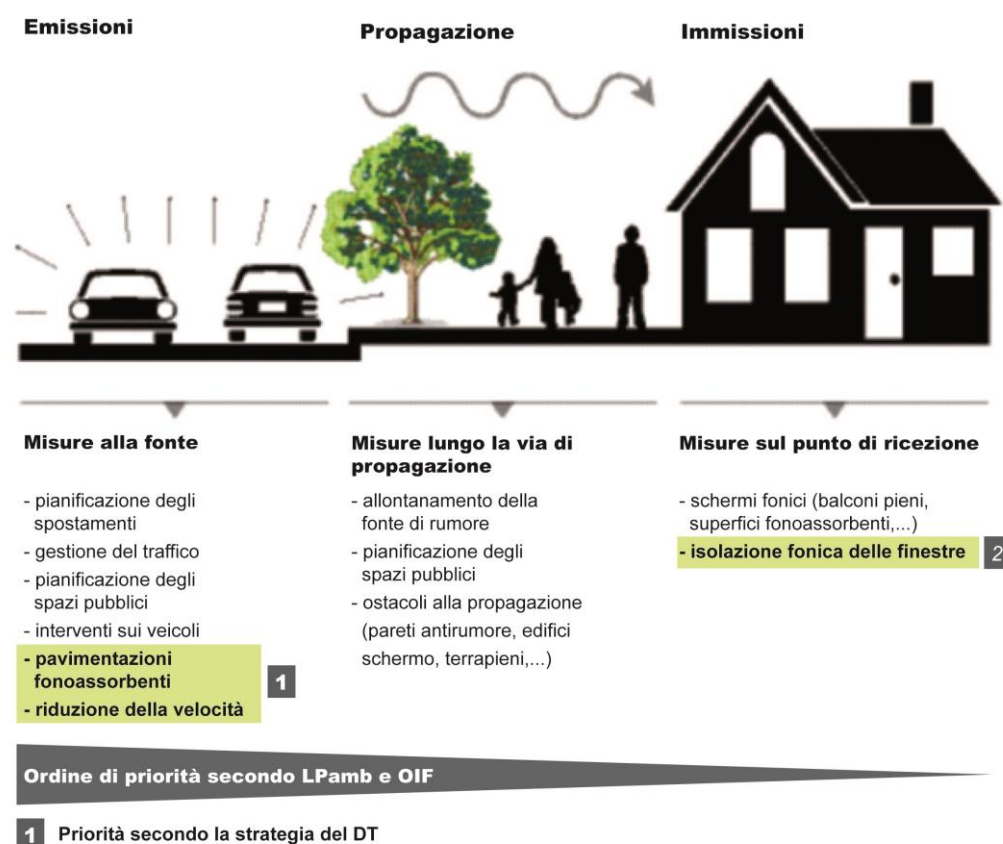 Emissioni
Propagazione
Immissioni
Misure alla fonte
- pianificazione degli
spostamenti
- gestione del traffico
- pianificazione degli
spazi pubblici
- interventi sui veicoli
- pavimentazioni
fonoassorbenti
- riduzione della velocità
1
Misure lungo la via di
propagazione
- allontanamento della
fonte di rumore
- pianificazione degli
spazi pubblici
- ostacoli alla propagazione
(pareti antirumore, edifici
schermo, terrapieni,...)
Misure sul punto di ricezione
- schermi fonici (balconi pieni,
superfici fonoassorbenti,...)
- isolazione fonica delle finestre
2
Ordine di priorità secondo LPamb e OIF
1 Priorità secondo la strategia del DT